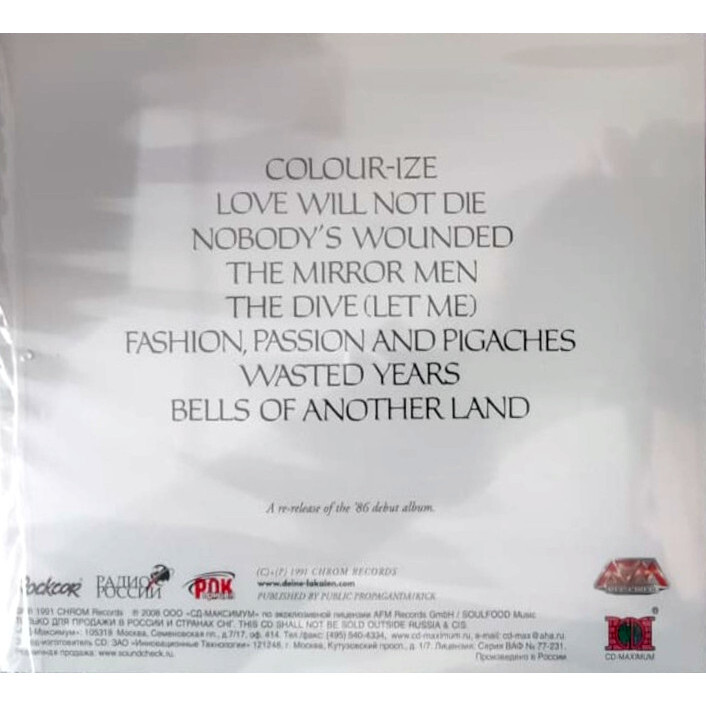 COLOUR-IZE
LOVE WILL NOT DIE
NOBODY'S WOUNDED
THE MIRROR MEN
THE DIVE (LET ME)
FASHION, PASSION AND PIGACHES
WASTED YEARS
BELLS OF ANOTHER LAND
A re-release of the '86 debut album.
РАДИО РОССИИ
РОК
(C)+(P) 1991 CHROM RECORDS
www.deine-lakaien.com
PUBLISHED BY PUBLIC PROPAGANDA/KICK
AFM
RECORDS
1991 CHROM Records ℗ 2008 ООО «СД-МАКСИМУМ» по эксклюзивной лицензии AFM Records GmbH / SOULFOOD Music
ТОЛЬКО ДЛЯ ПРОДАЖИ В РОССИИ И СТРАНАХ СНГ. THIS CD SHALL NOT BE SOLD OUTSIDE RUSSIA & CIS.
Максимум»: 105318 Москва, Семеновская пл., д.7/17, оф. 414. Тел./факс: (495) 540-4334, www.cd-maximum.ru, e-mail: cd-max@aha.ru.
CD: ЗАО «Инновационные Технологии» 121248, г. Москва, Кутузовский просп., д. 1/7. Лицензия: Серия ВАФ № 77-231.
продажа: www.soundcheck.ru.
Произведено в России
CD-MAXIMUM
®